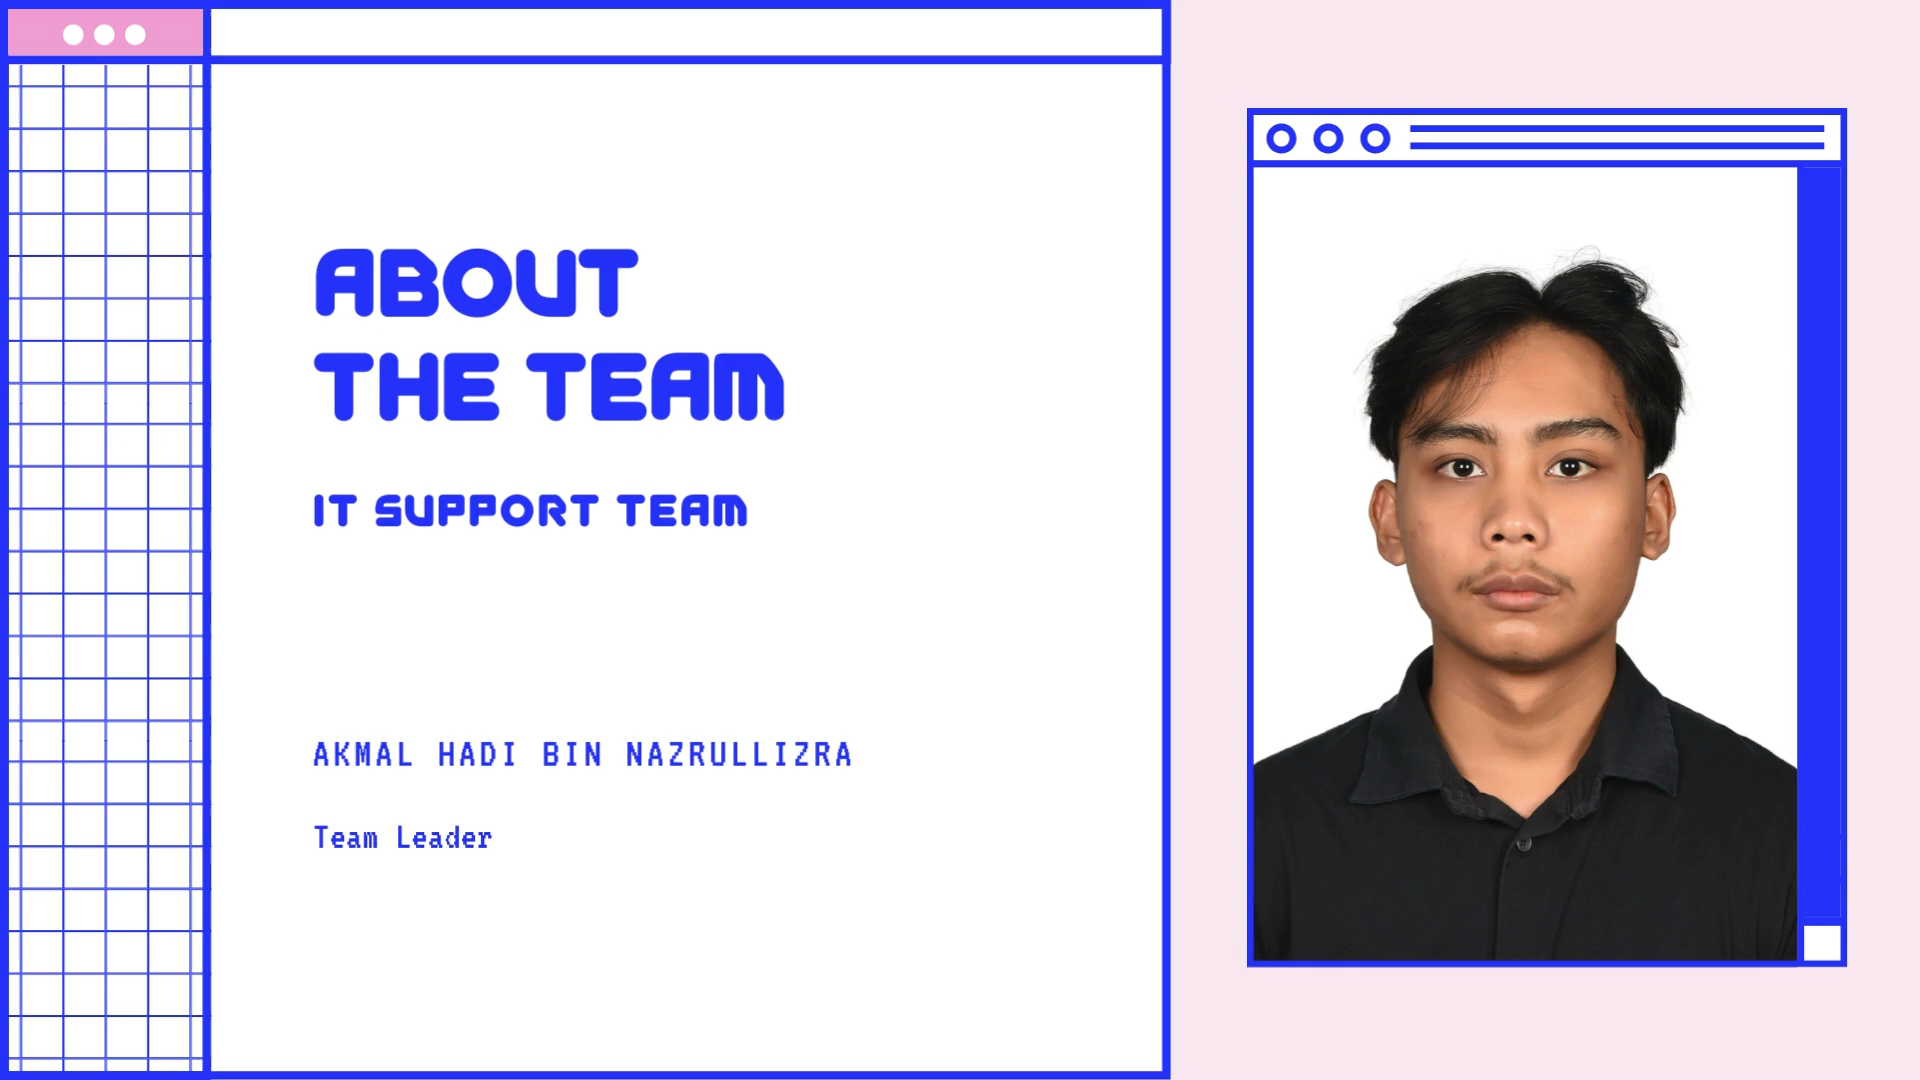 ABOUT
THE TEAM
IT SUPPORT TEAM
AKMAL HADI BIN NAZRULLIZRA
Team Leader